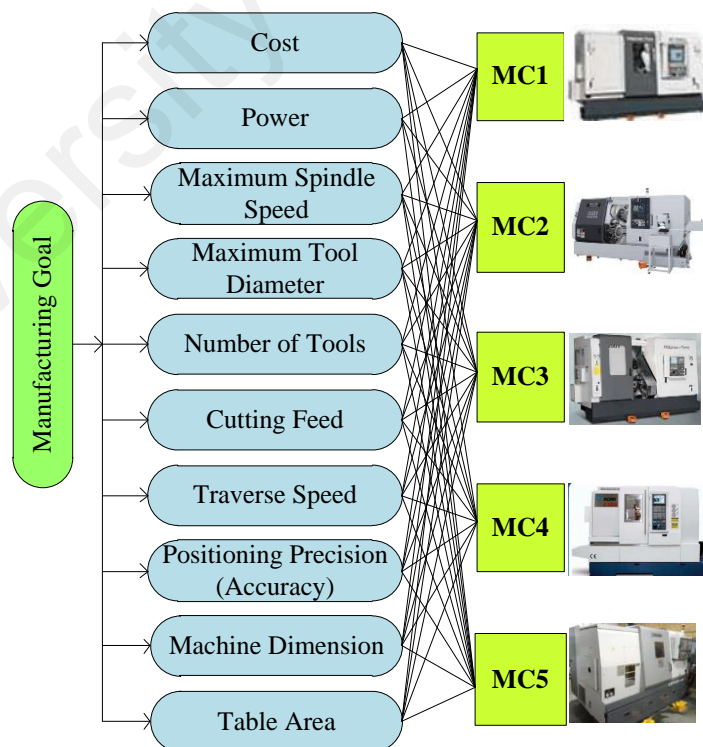 Manufacturing Goal
Cost
Power
Maximum Spindle
Speed
Maximum Tool
Diameter
Number of Tools
Cutting Feed
Traverse Speed
Positioning Precision
(Accuracy)
Machine Dimension
Table Area
MC1
MC2
MC3
MC4
MC5
versity